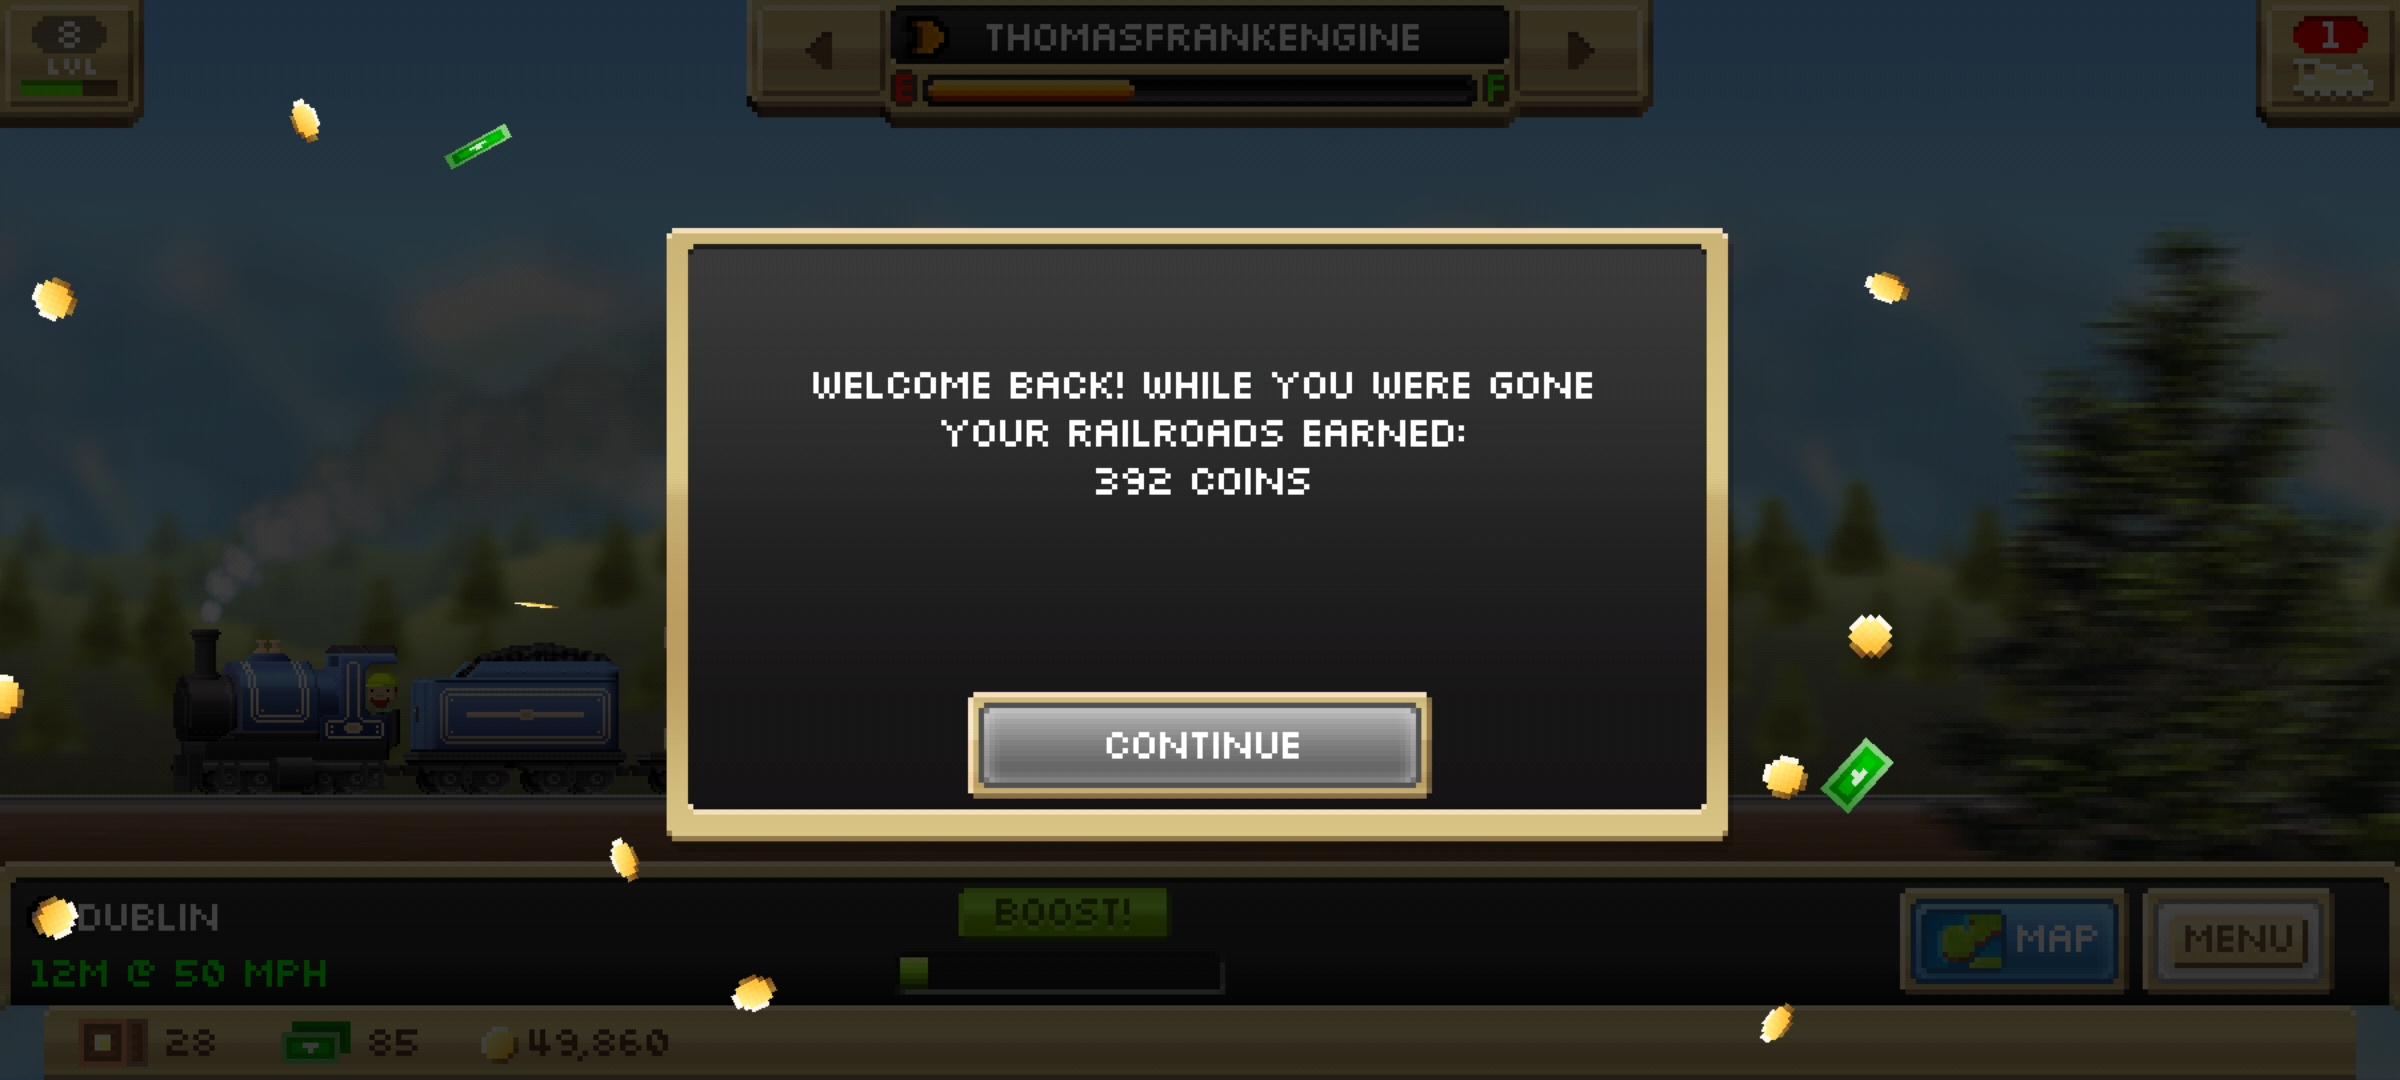 8
LVL
THOMASFRANKENGINE
E F
1
WELCOME BACK! WHILE YOU WERE GONE
YOUR RAILROADS EARNED:
392 COINS
CONTINUE
DUBLIN
12M @ 50 MPH
BOOST!
MAP
MENU
28 85 49,860